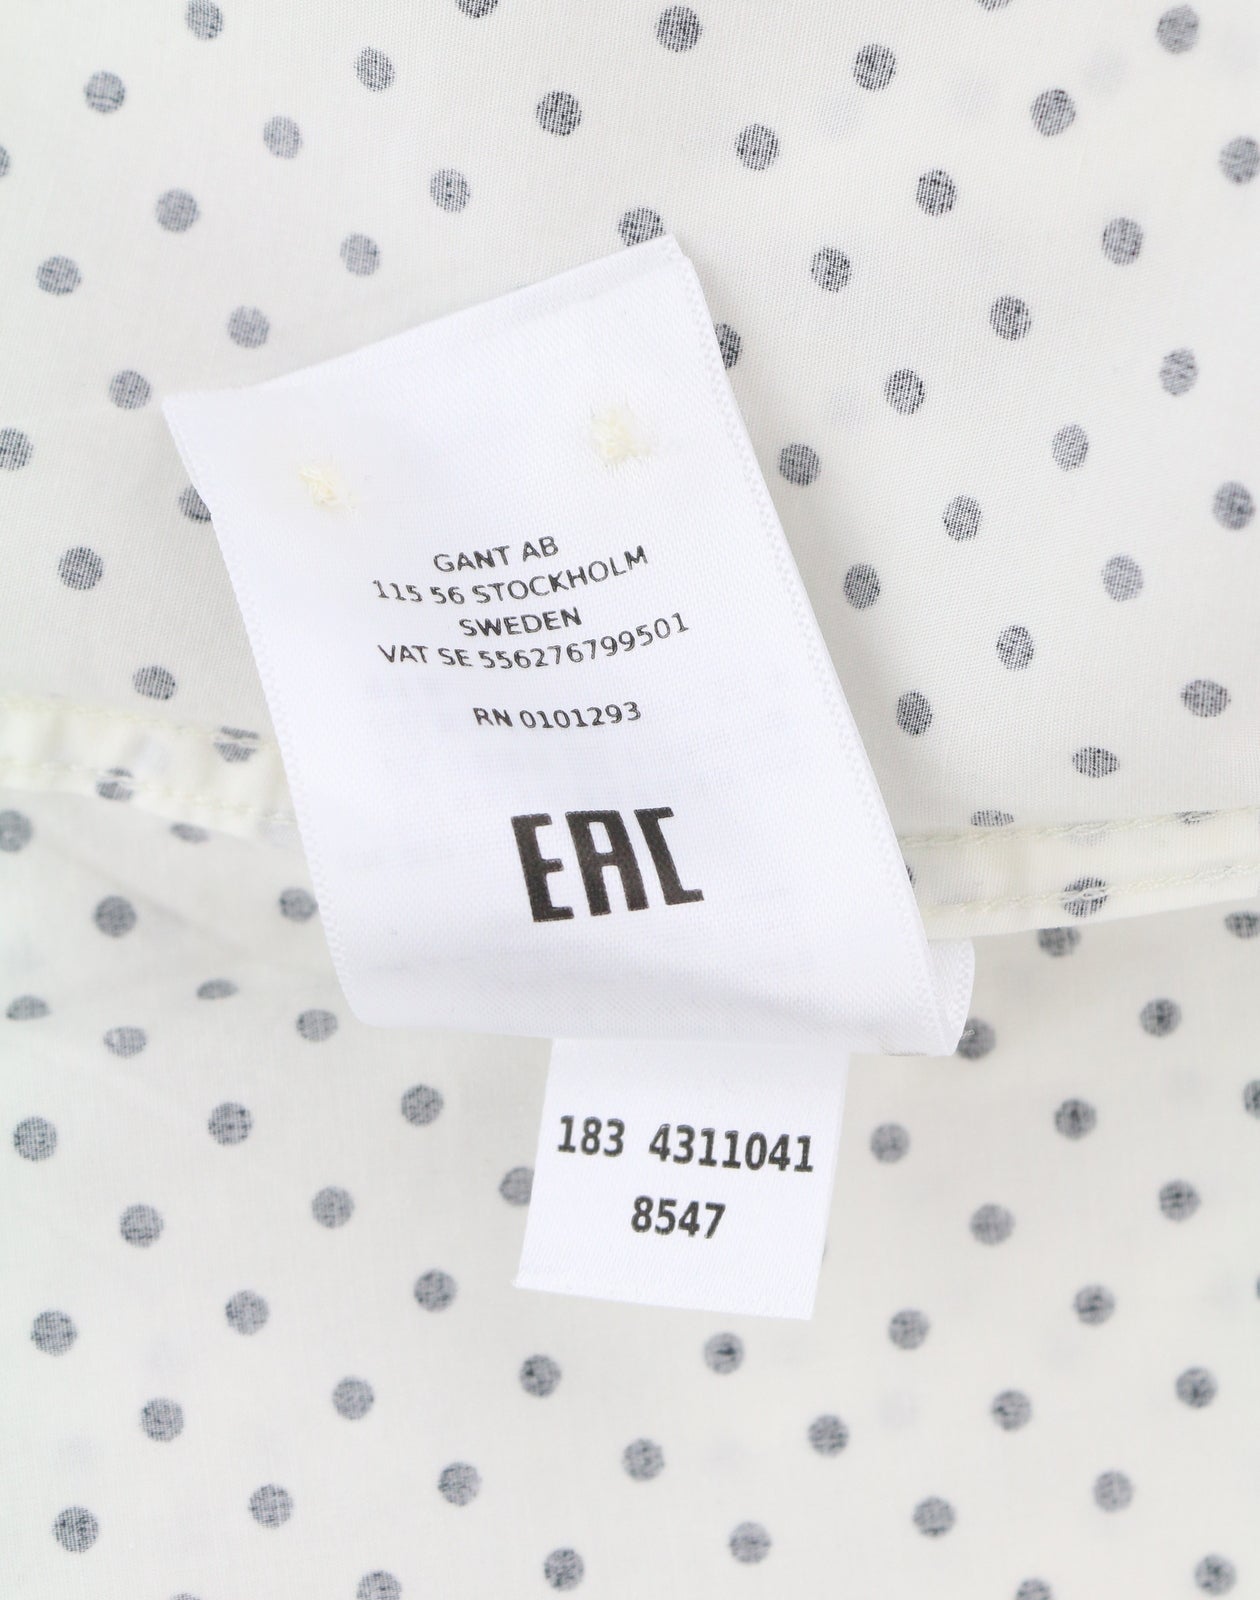 GANT AB
115 56 STOCKHOLM
SWEDEN
VAT SE 556276799501
RN 0101293
EAC
183 4311041
8547